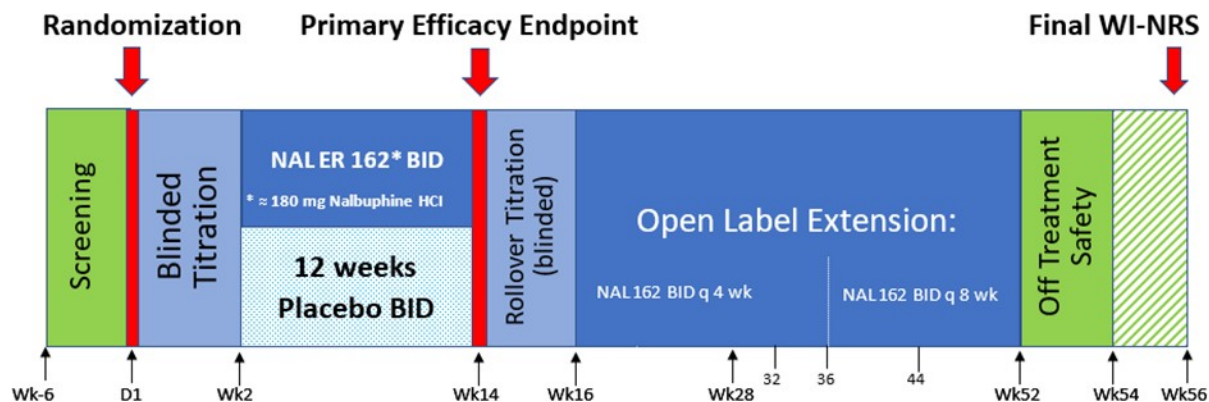 Randomization
Primary Efficacy Endpoint
Final WI-NRS
Screening
Blinded
Titration
NAL ER 162* BID
* ≈ 180 mg Nalbuphine HCI
12 weeks
Placebo BID
Rollover Titration
(blinded)
Open Label Extension:
NAL 162 BID q 4 wk
NAL 162 BID q 8 wk
Off Treatment
Safety
Wk-6
D1
Wk2
Wk14
Wk16
Wk28
32
36
44
Wk52
Wk54
Wk56